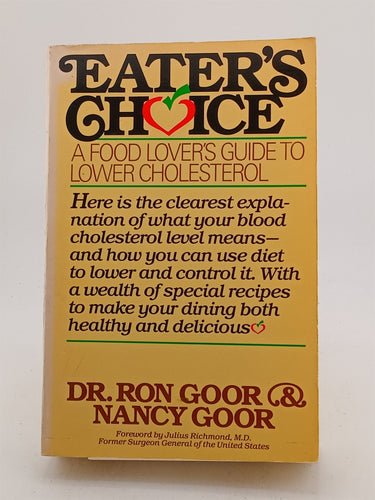 EATER'S
CHOICE
A FOOD LOVER'S GUIDE TO
LOWER CHOLESTEROL
Here is the clearest expla-
nation of what your blood
cholesterol level means—
and how you can use diet
to lower and control it. With
a wealth of special recipes
to make your dining both
healthy and delicious
DR. RON GOOR &
NANCY GOOR
Foreword by Julius Richmond, M.D.
Former Surgeon General of the United States